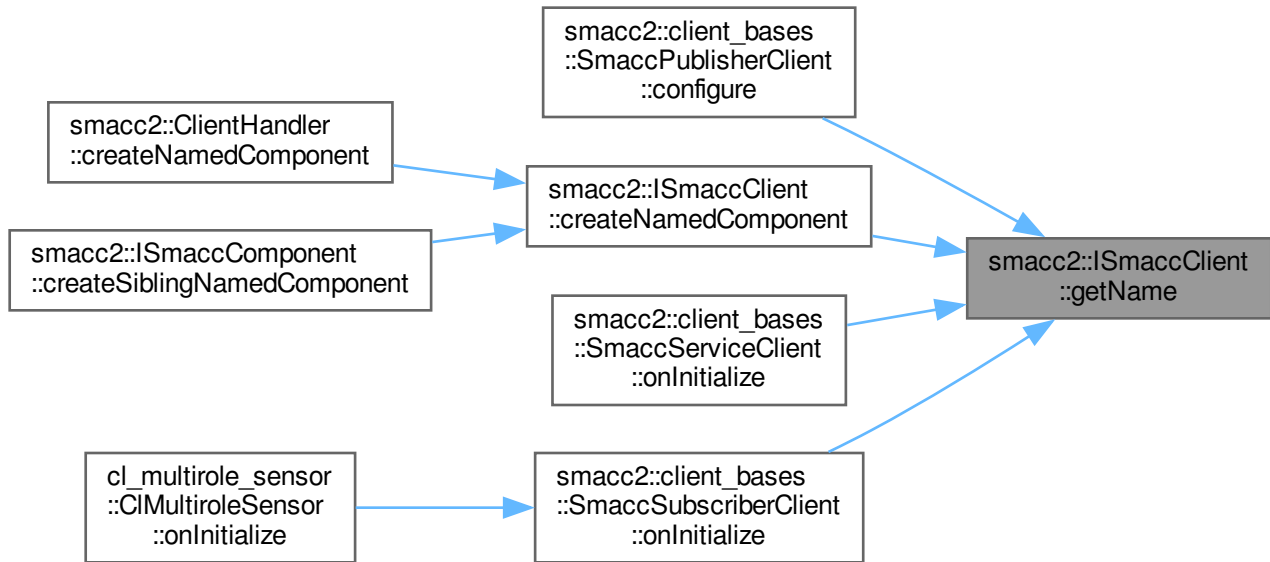 smacc2::client_bases
::SmaccPublisherClient
::configure
smacc2::ClientHandler
::createNamedComponent
smacc2::ISmaccClient
::createNamedComponent
smacc2::ISmaccComponent
::createSiblingNamedComponent
smacc2::ISmaccClient
::getName
smacc2::client_bases
::SmaccServiceClient
::onInitialize
cl_multirole_sensor
::ClMultiroleSensor
::onInitialize
smacc2::client_bases
::SmaccSubscriberClient
::onInitialize